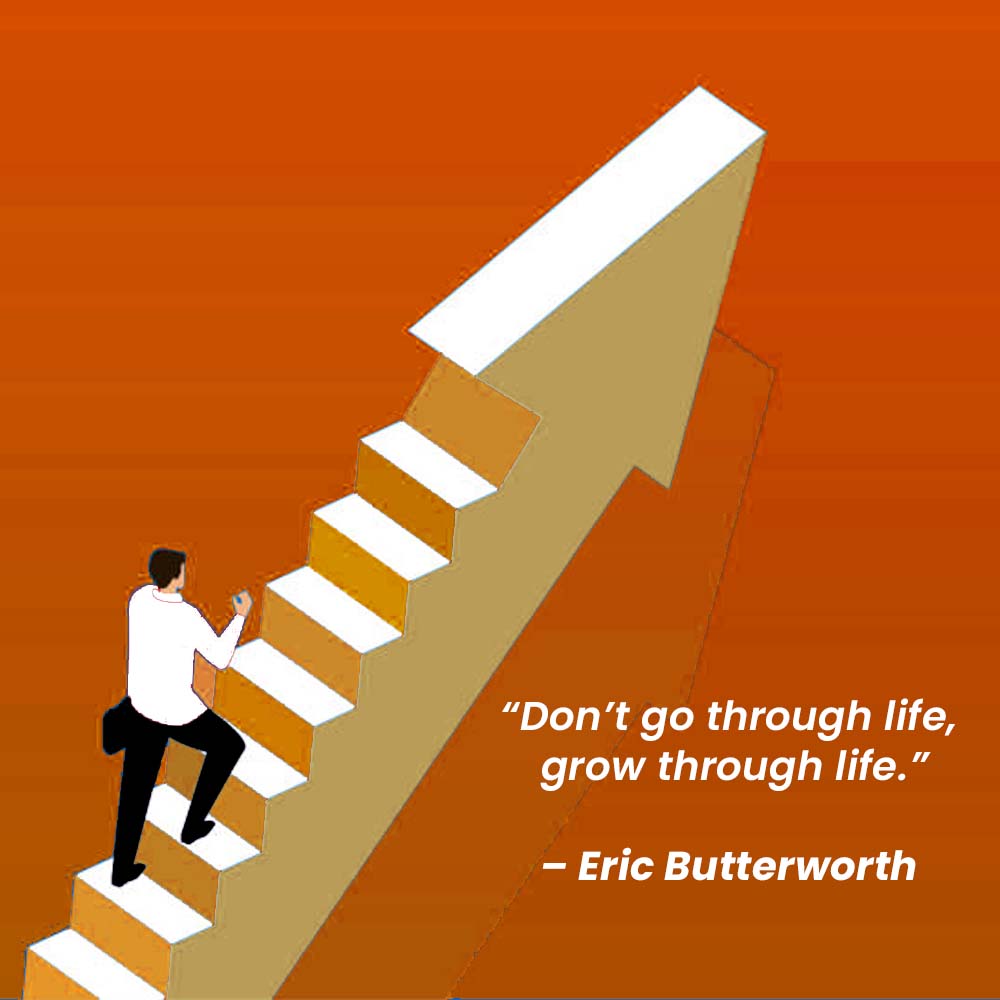 “Don’t go through life,
grow through life.”
– Eric Butterworth